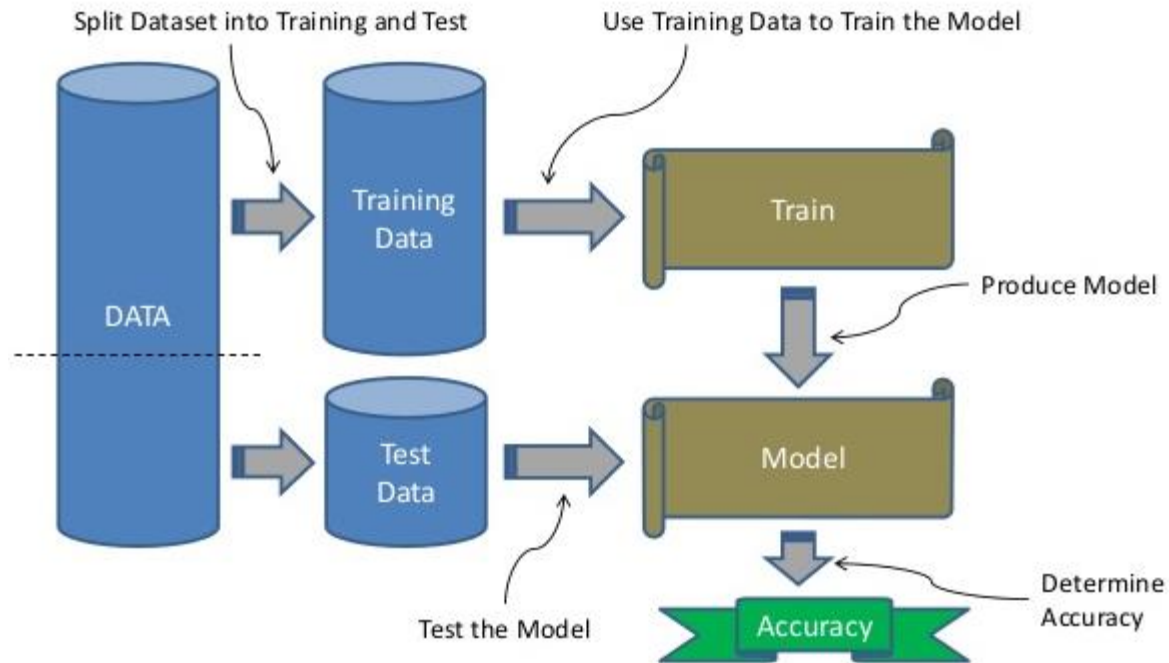 Split Dataset into Training and Test
Use Training Data to Train the Model
DATA
Training
Data
Train
Produce Model
Test
Data
Model
Test the Model
Determine
Accuracy
Accuracy